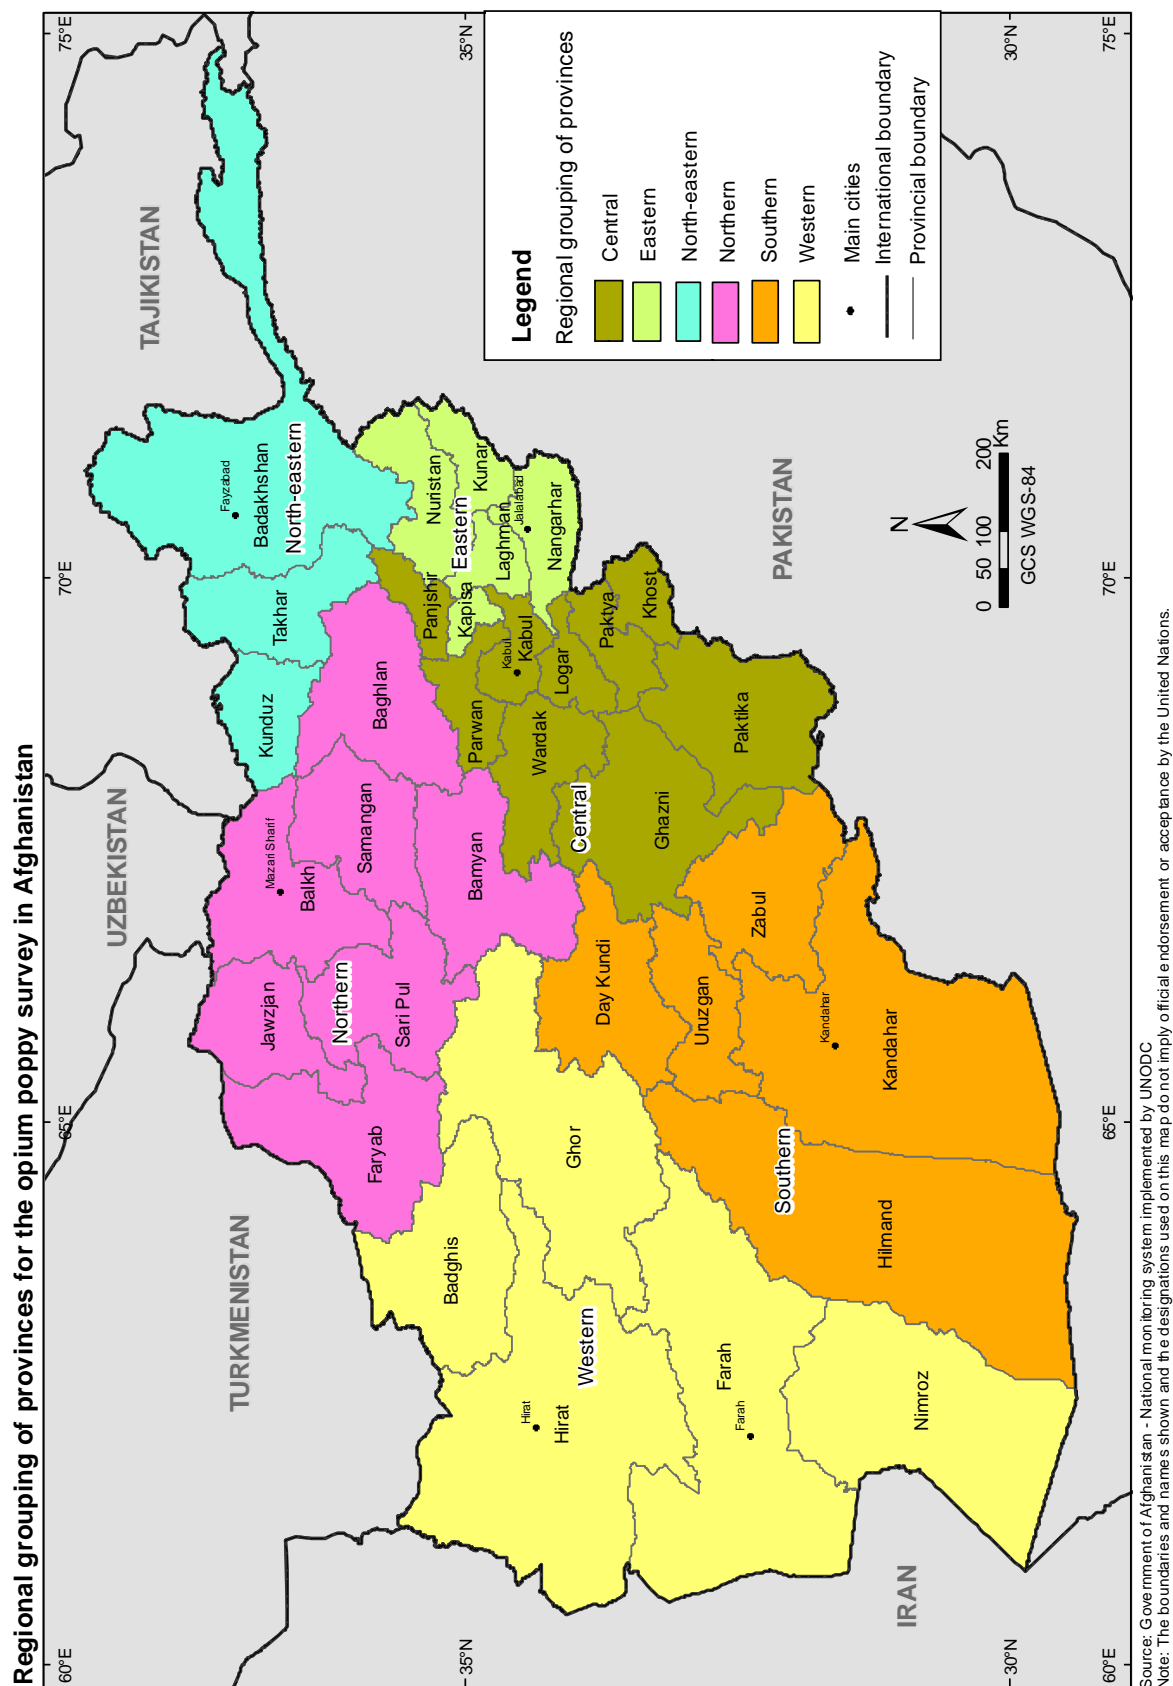 Regional grouping of provinces for the opium poppy survey in Afghanistan
60°E
65°E
70°E
75°E
UZBEKISTAN
TAJIKISTAN
TURKMENISTAN
Fayzabad
Badakhshan
North-eastern
Takhar
Kunduz
Mazari Sharif
Balkh
Jawzjan
Northern
Samangan
Baghlan
Faryab
Sari Pul
Bamyan
Badghis
Panjshir
Nuristan
Parwan
Kapisa
Eastern
Kunar
Laghman
Jalalabad
Nangarhar
Kabul
Kabul
Wardak
Logar
Central
Paktya
Khost
Ghazni
Paktika
Ghor
Day Kundi
Hirat
Hirat
Western
Uruzgan
Zabul
Farah
Farah
Southern
Kandahar
Kandahar
Hilmand
Nimroz
PAKISTAN
IRAN
35°N
35°N
30°N
30°N
Legend
Regional grouping of provinces
Central
Eastern
North-eastern
Northern
Southern
Western
Main cities
International boundary
Provincial boundary
N
0 50 100 200
Km
GCS WGS-84
60°E
65°E
70°E
75°E
Source: Government of Afghanistan - National monitoring system implemented by UNODC
Note: The boundaries and names shown and the designations used on this map do not imply official endorsement or acceptance by the United Nations.